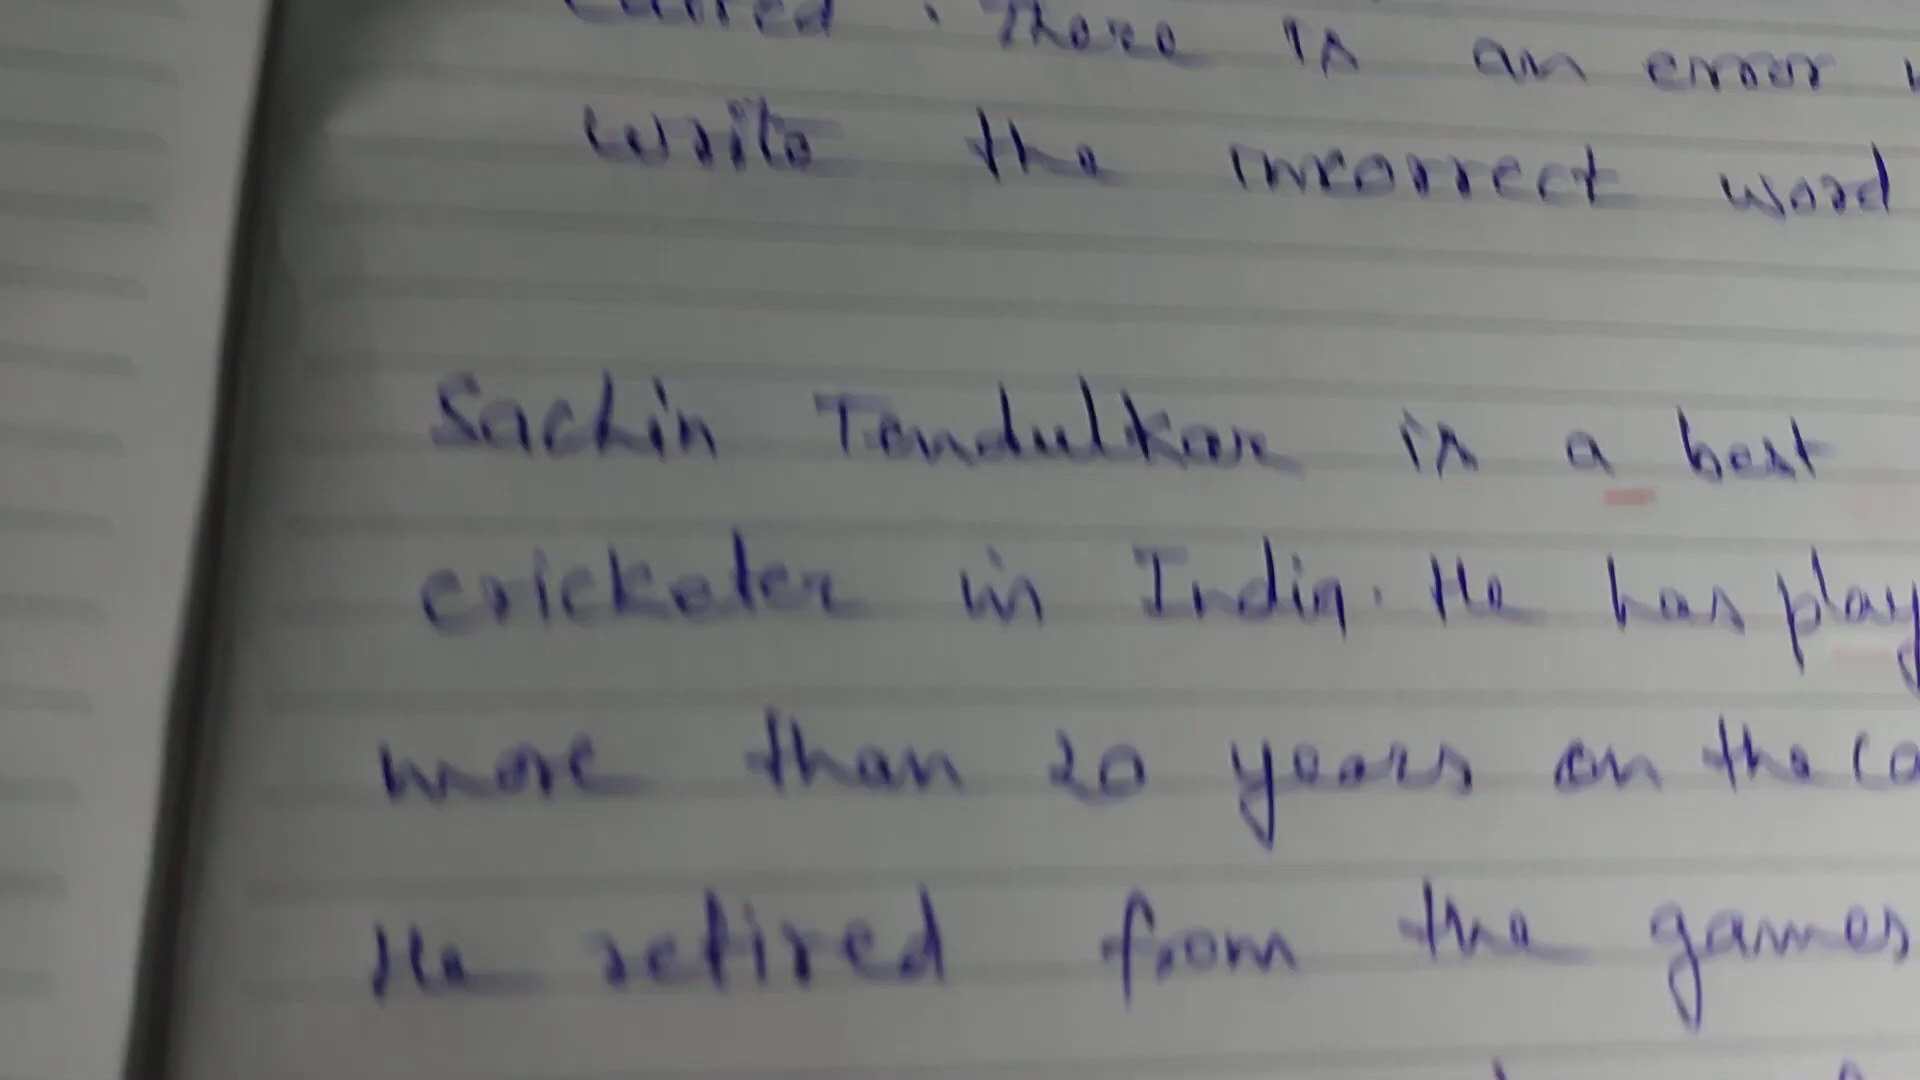 There is an error
write the incorrect word
Sachin Tendulkar is a best
cricketer in India. He has play
more than 20 years on the ca
He retired from the games